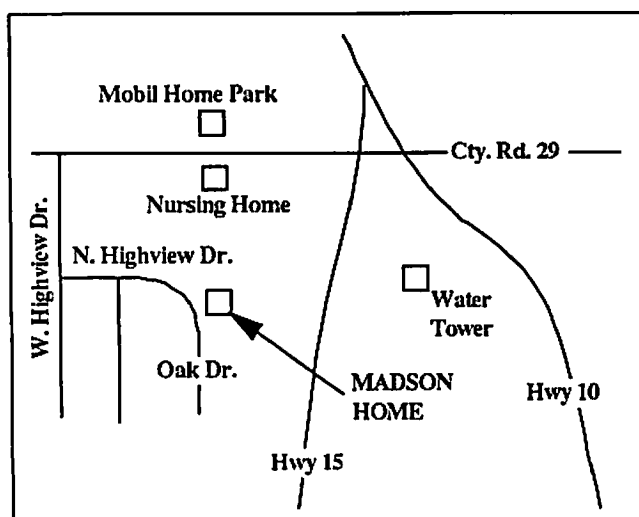 Mobil Home Park
Cty. Rd. 29
Nursing Home
W. Highview Dr.
N. Highview Dr.
Water
Tower
Oak Dr.
MADSON
HOME
Hwy 10
Hwy 15